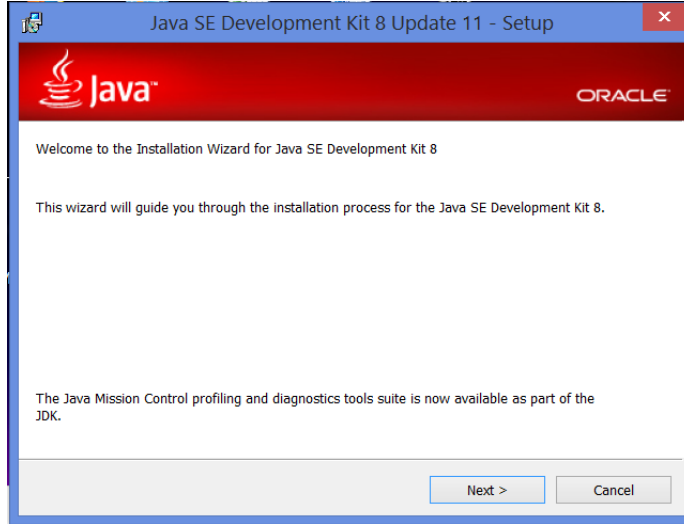 Java SE Development Kit 8 Update 11 - Setup
Java™
ORACLE
Welcome to the Installation Wizard for Java SE Development Kit 8
This wizard will guide you through the installation process for the Java SE Development Kit 8.
The Java Mission Control profiling and diagnostics tools suite is now available as part of the
JDK.
Next >
Cancel